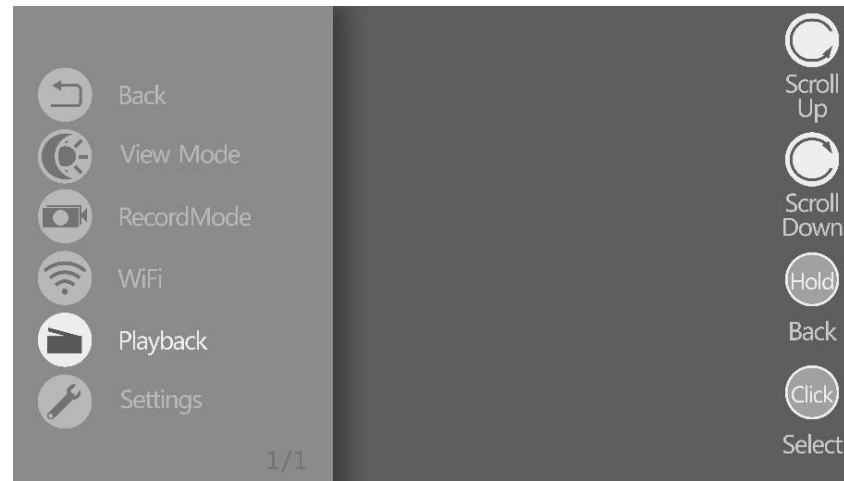 Back
View Mode
RecordMode
WiFi
Playback
Settings
1/1
Scroll
Up
Scroll
Down
Hold
Back
Click
Select